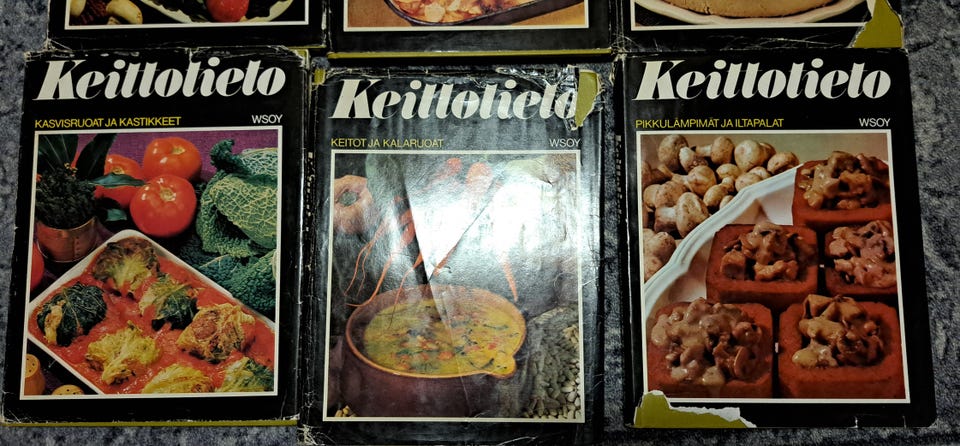 Keittotieto
KASVISRUOAT JA KASTIKKEET WSOY
Keittotieto
KEITOT JA KALARUOAT WSOY
Keittotieto
PIKKULÄMPIMÄT JA ILTAPALAT WSOY